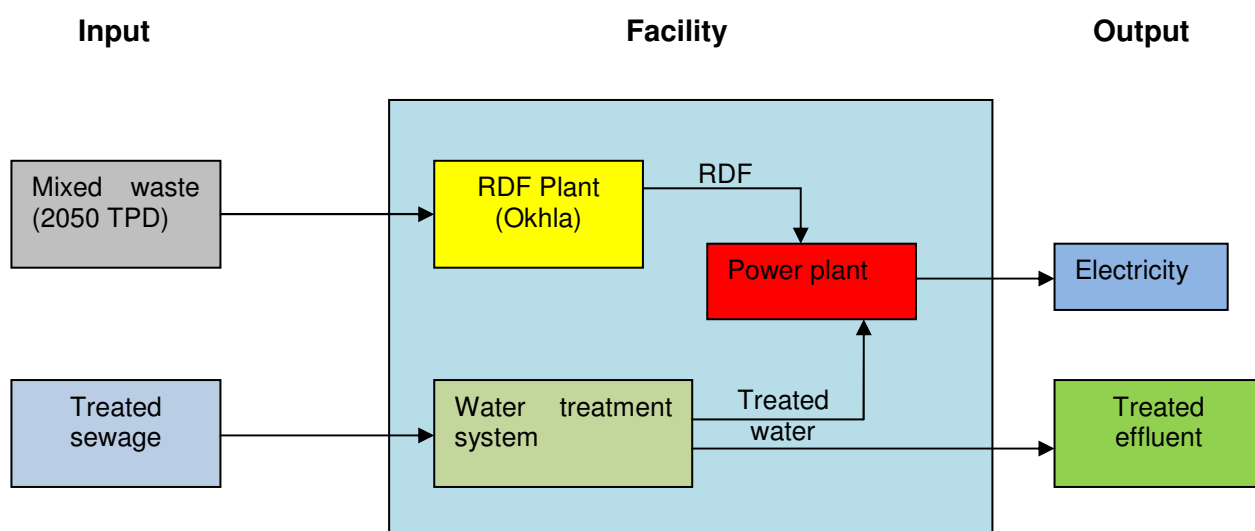 Input
Facility
Output
Mixed waste
(2050 TPD)
RDF Plant
(Okhla)
RDF
Power plant
Electricity
Treated
sewage
Water treatment
system
Treated
water
Treated
effluent